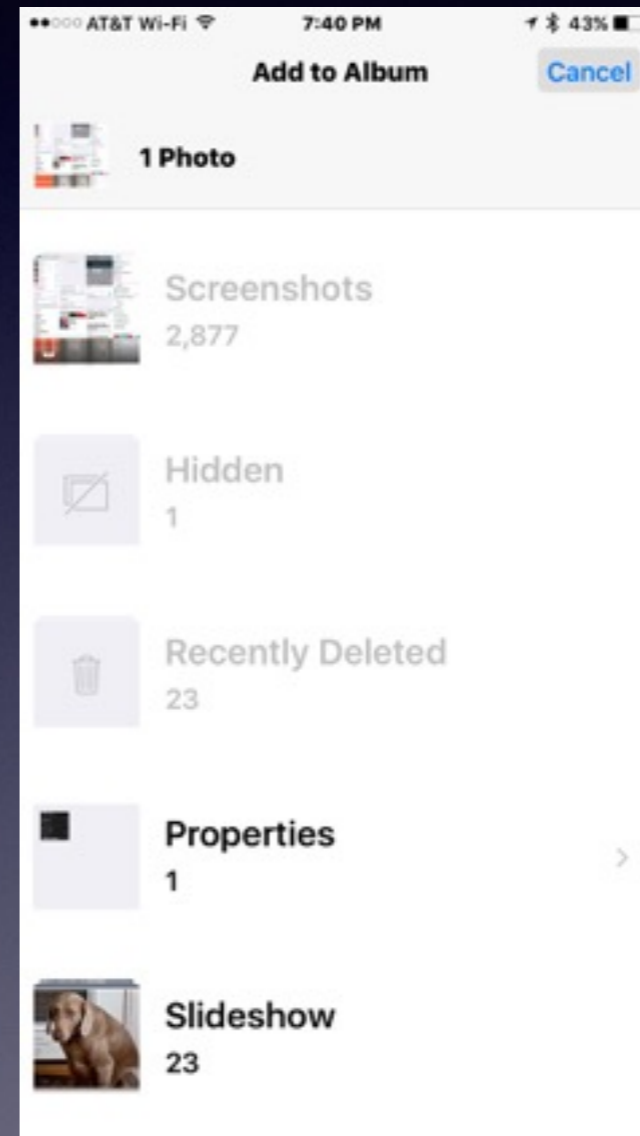 AT&T Wi-Fi 7:40 PM 43%
Add to Album Cancel
1 Photo
Screenshots
2,877
Hidden
1
Recently Deleted
23
Properties
1
Slideshow
23